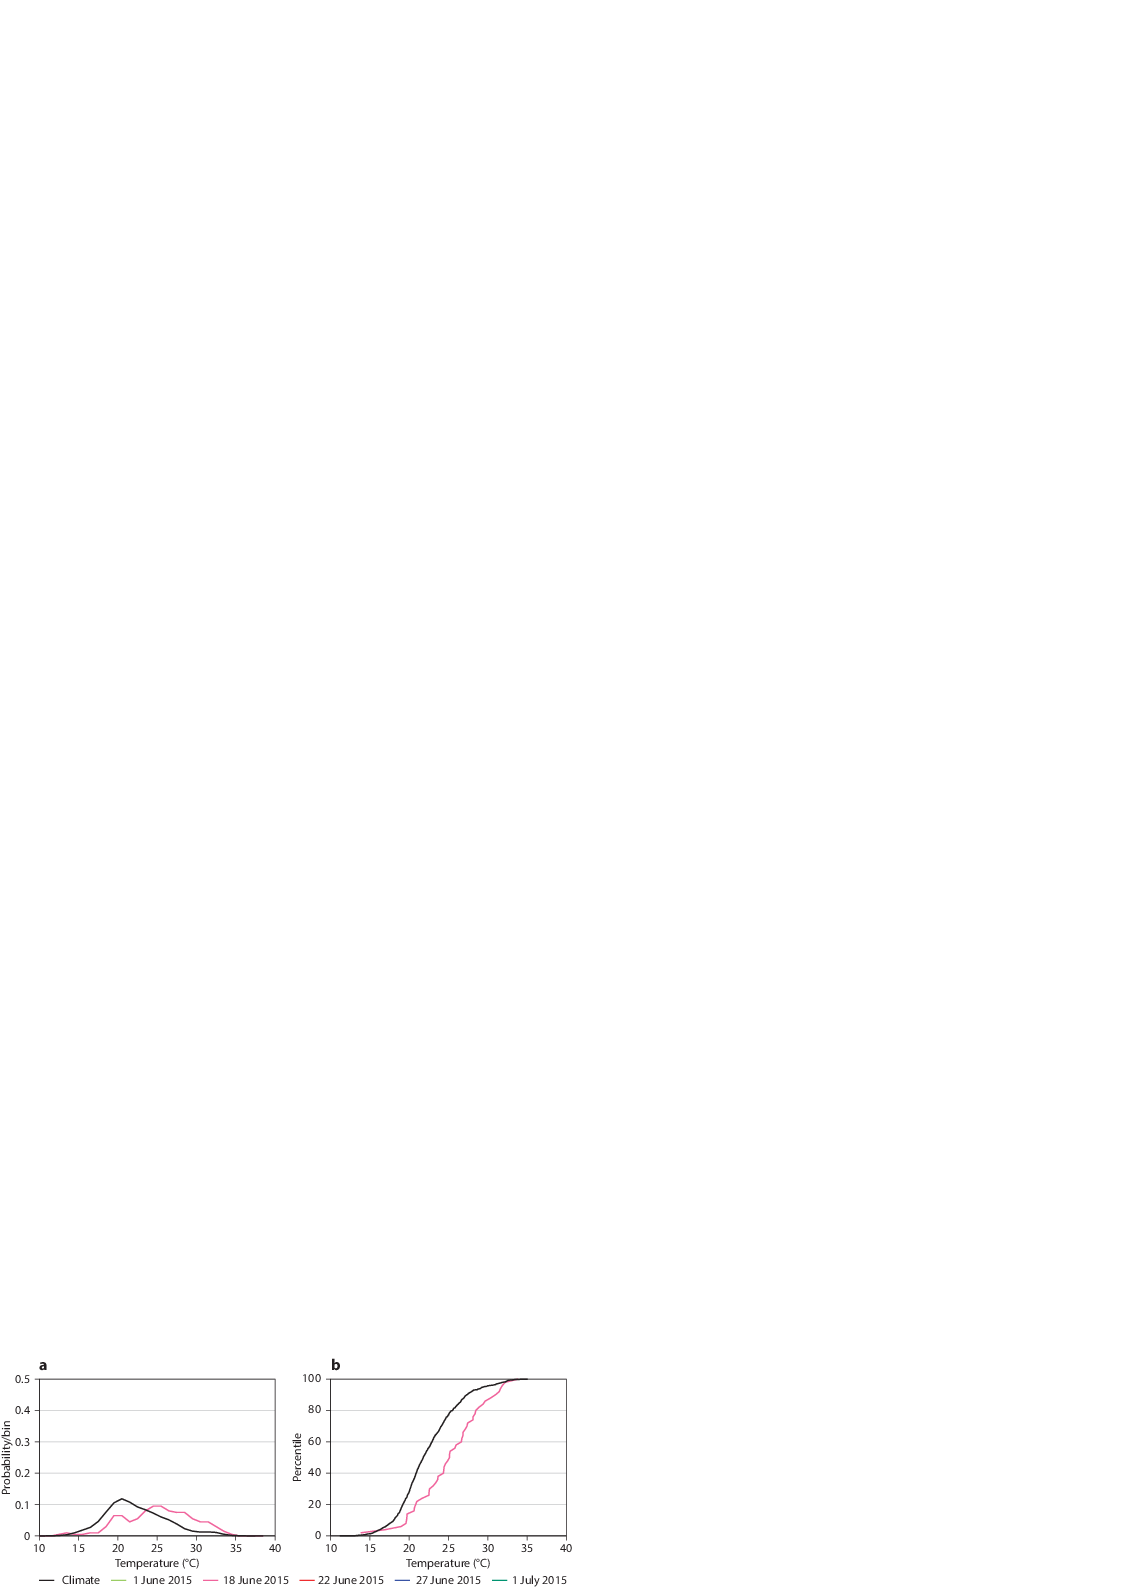 a
b
0.5
0.4
0.3
0.2
0.1
0
Probability/bin
10 15 20 25 30 35 40
Temperature (°C)
100
80
60
40
20
0
Percentile
10 15 20 25 30 35 40
Temperature (°C)
Climate 1 June 2015 18 June 2015 22 June 2015 27 June 2015 1 July 2015